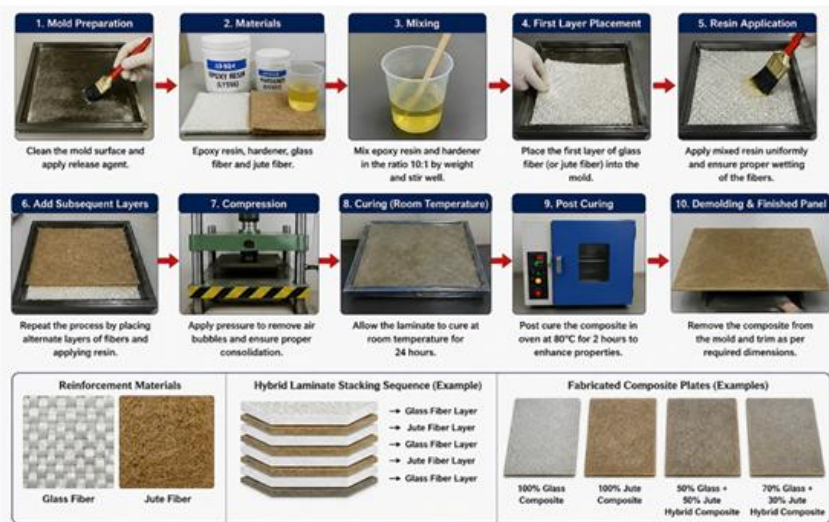 1. Mold Preparation
2. Materials
3. Mixing
4. First Layer Placement
5. Resin Application
EPOXY RESIN
Clean the mold surface and
apply release agent.
Epoxy resin, hardener, glass
fiber and jute fiber.
Mix epoxy resin and hardener
in the ratio 10:1 by weight
and stir well.
Place the first layer of glass
fiber (or jute fiber) into the
mold.
Apply mixed resin uniformly
and ensure proper wetting
of the fibers.
6. Add Subsequent Layers
7. Compression
8. Curing (Room Temperature)
9. Post Curing
10. Demolding & Finished Panel
Repeat the process by placing
alternate layers of fibers and
applying resin.
Apply pressure to remove air
bubbles and ensure proper
consolidation.
Allow the laminate to cure at
room temperature for
24 hours.
Post cure the composite in
oven at 80°C for 2 hours to
enhance properties.
Remove the composite from
the mold and trim as per
required dimensions.
Reinforcement Materials
Glass Fiber
Jute Fiber
Hybrid Laminate Stacking Sequence (Example)
Glass Fiber Layer
Jute Fiber Layer
Glass Fiber Layer
Jute Fiber Layer
Glass Fiber Layer
Fabricated Composite Plates (Examples)
100% Glass
Composite
100% Jute
Composite
50% Glass +
50% Jute
Hybrid Composite
70% Glass +
30% Jute
Hybrid Composite